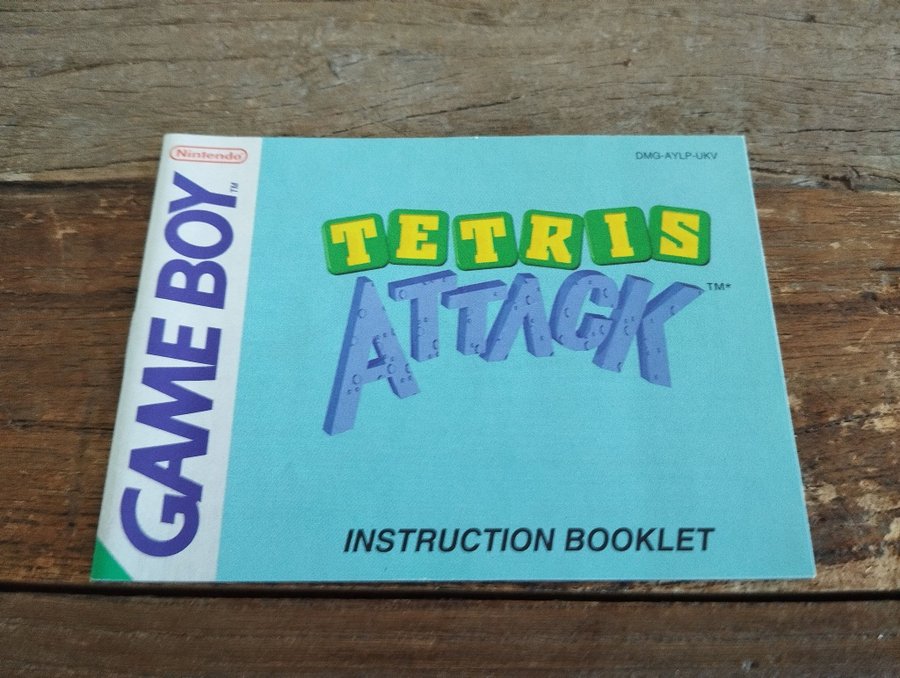 Nintendo
GAME BOY™
DMG-AYLP-UKV
TETRIS
ATTACK™*
INSTRUCTION BOOKLET